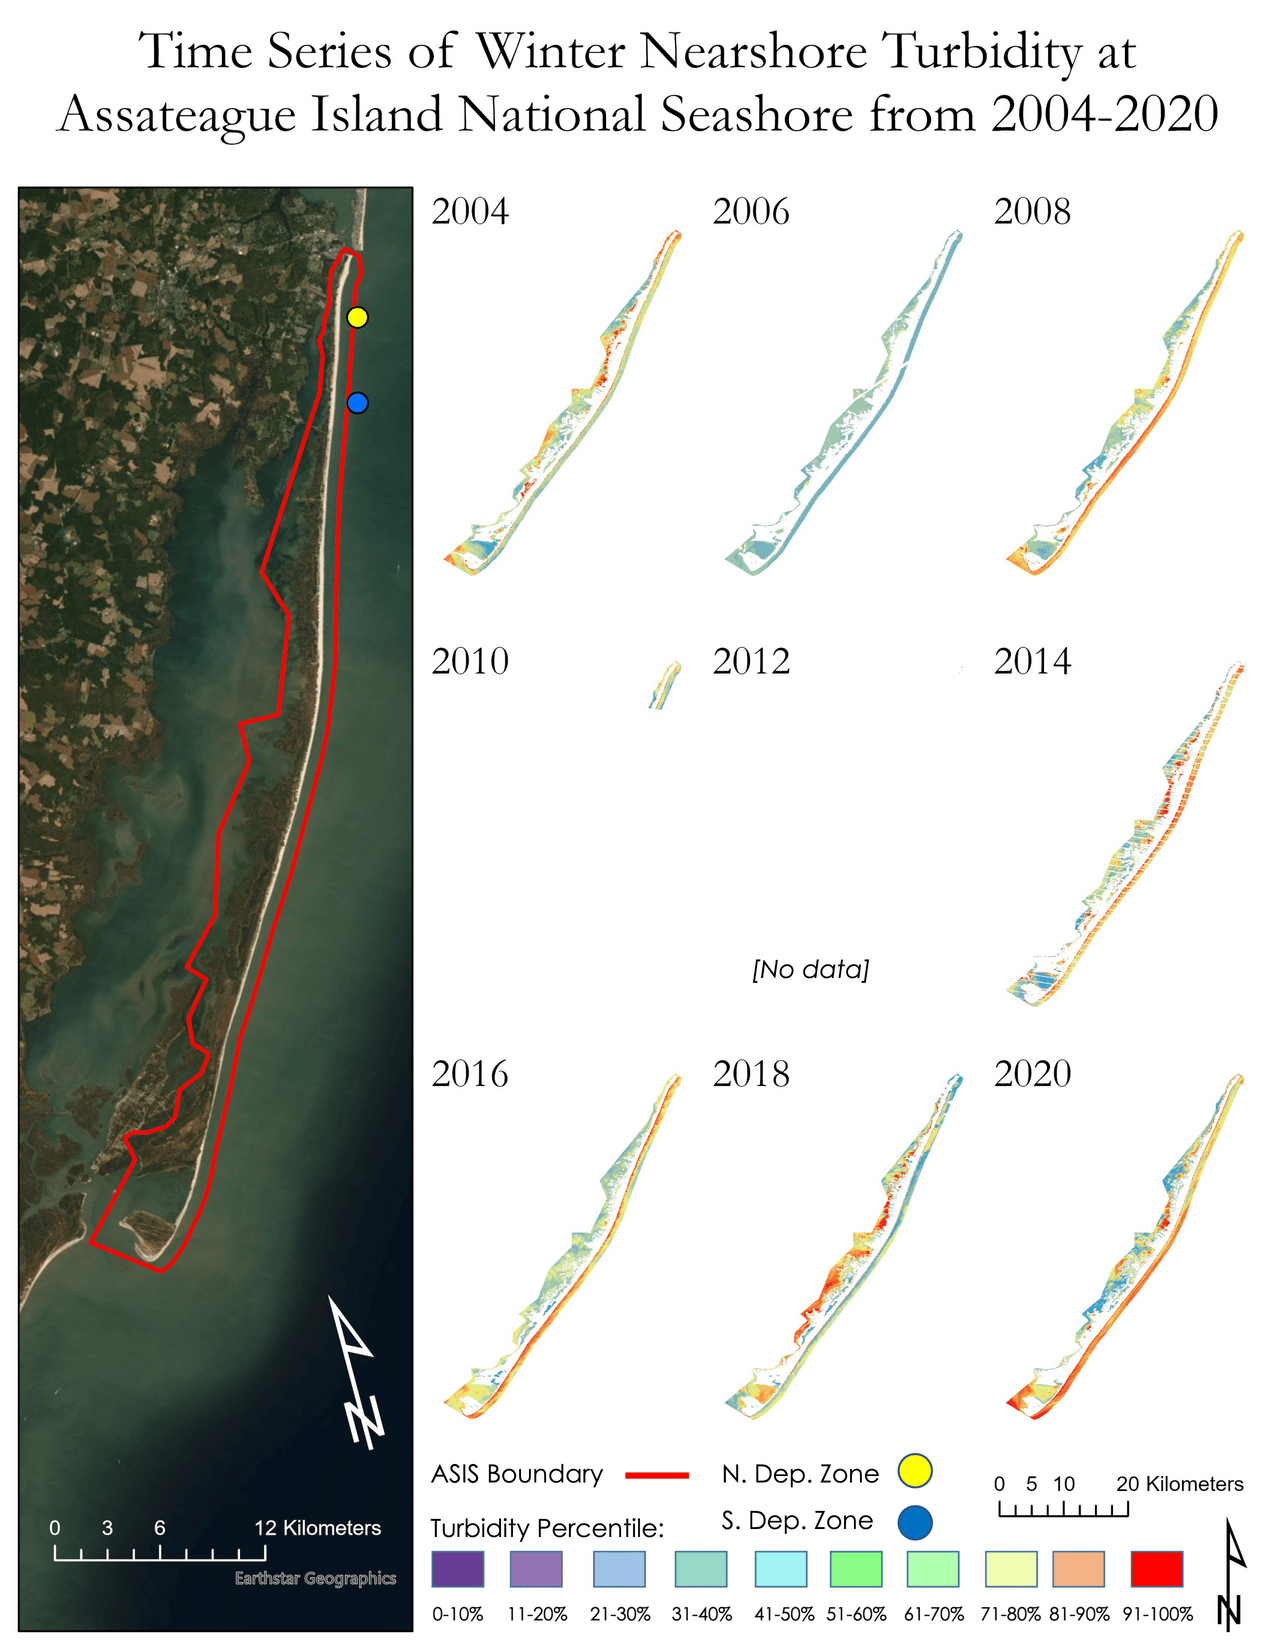 Time Series of Winter Nearshore Turbidity at
Assateague Island National Seashore from 2004-2020
2004
2006
2008
2010
2012
2014
[No data]
2016
2018
2020
N
0 3 6 12 Kilometers
Earthstar Geographics
ASIS Boundary
N. Dep. Zone
S. Dep. Zone
0 5 10 20 Kilometers
Turbidity Percentile:
0-10% 11-20% 21-30% 31-40% 41-50% 51-60% 61-70% 71-80% 81-90% 91-100%
N